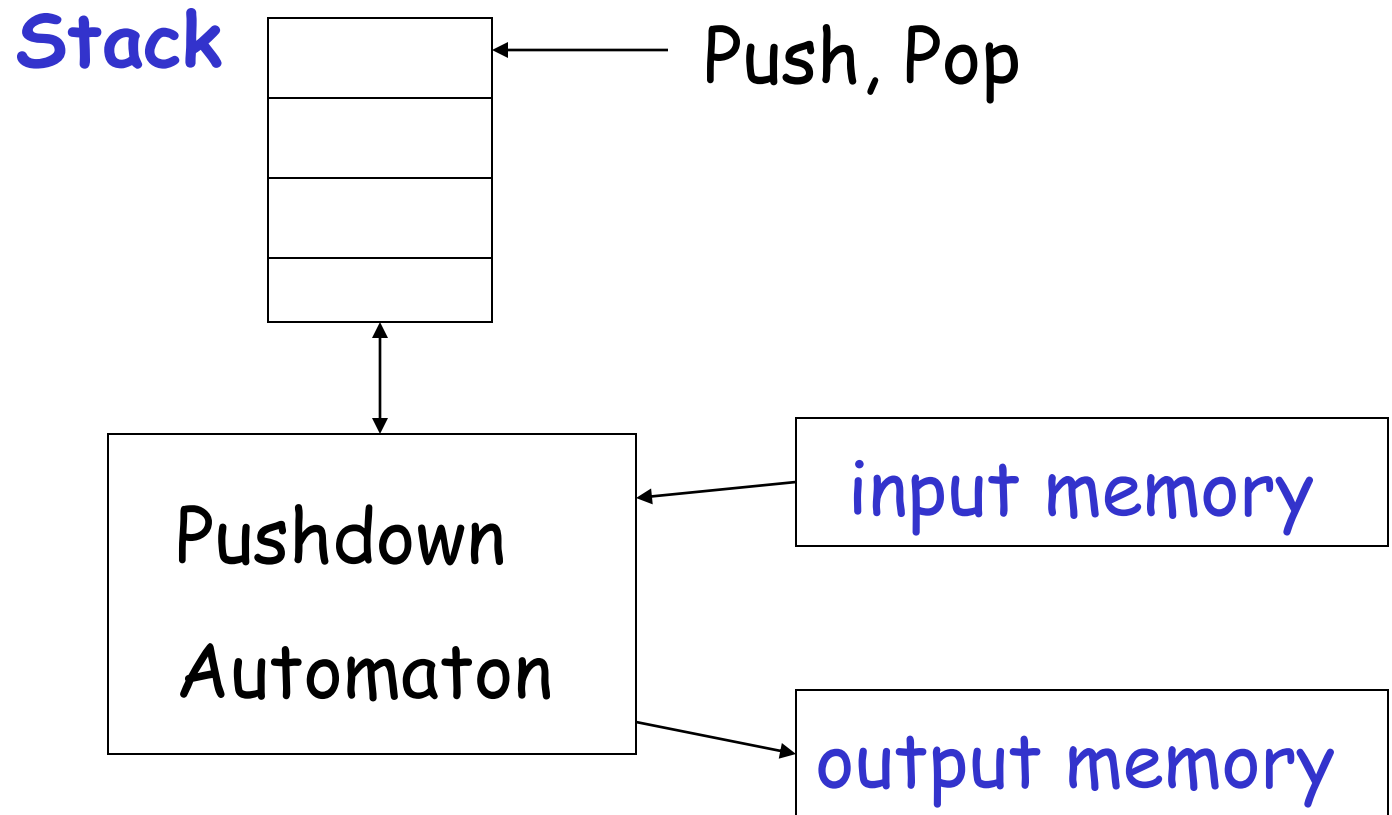 Stack
Push, Pop
input memory
Pushdown
Automaton
output memory